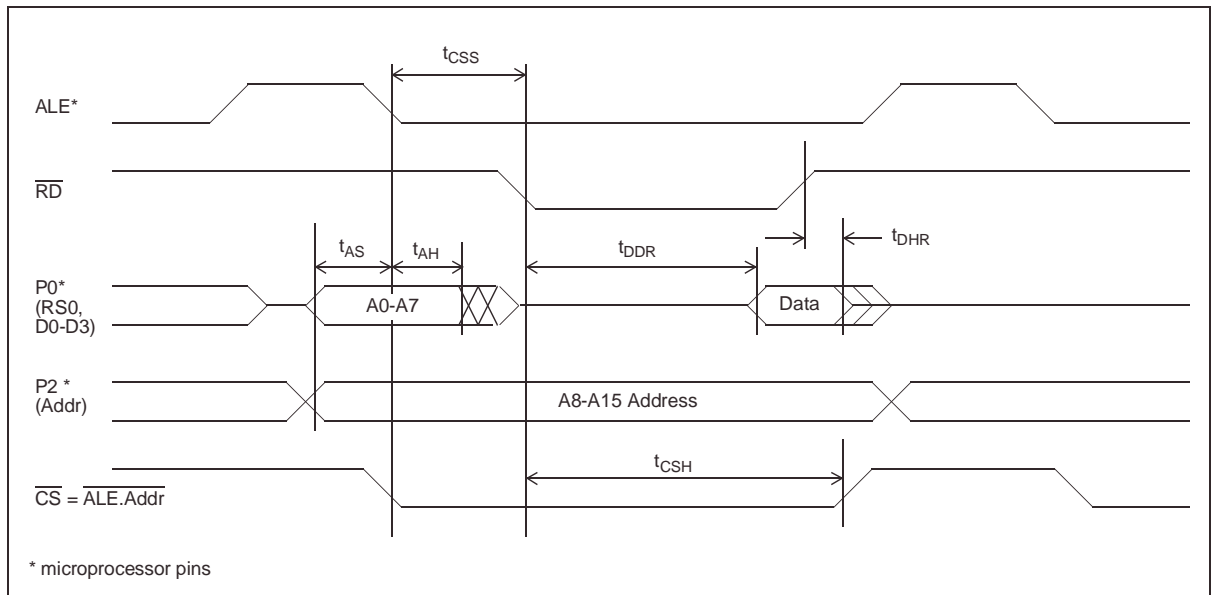 tCSS
ALE*
RD
tAS
tAH
tDDR
tDHR
P0*
(RS0,
D0-D3)
A0-A7
Data
P2 *
(Addr)
A8-A15 Address
tCSH
CS = ALE.Addr
* microprocessor pins